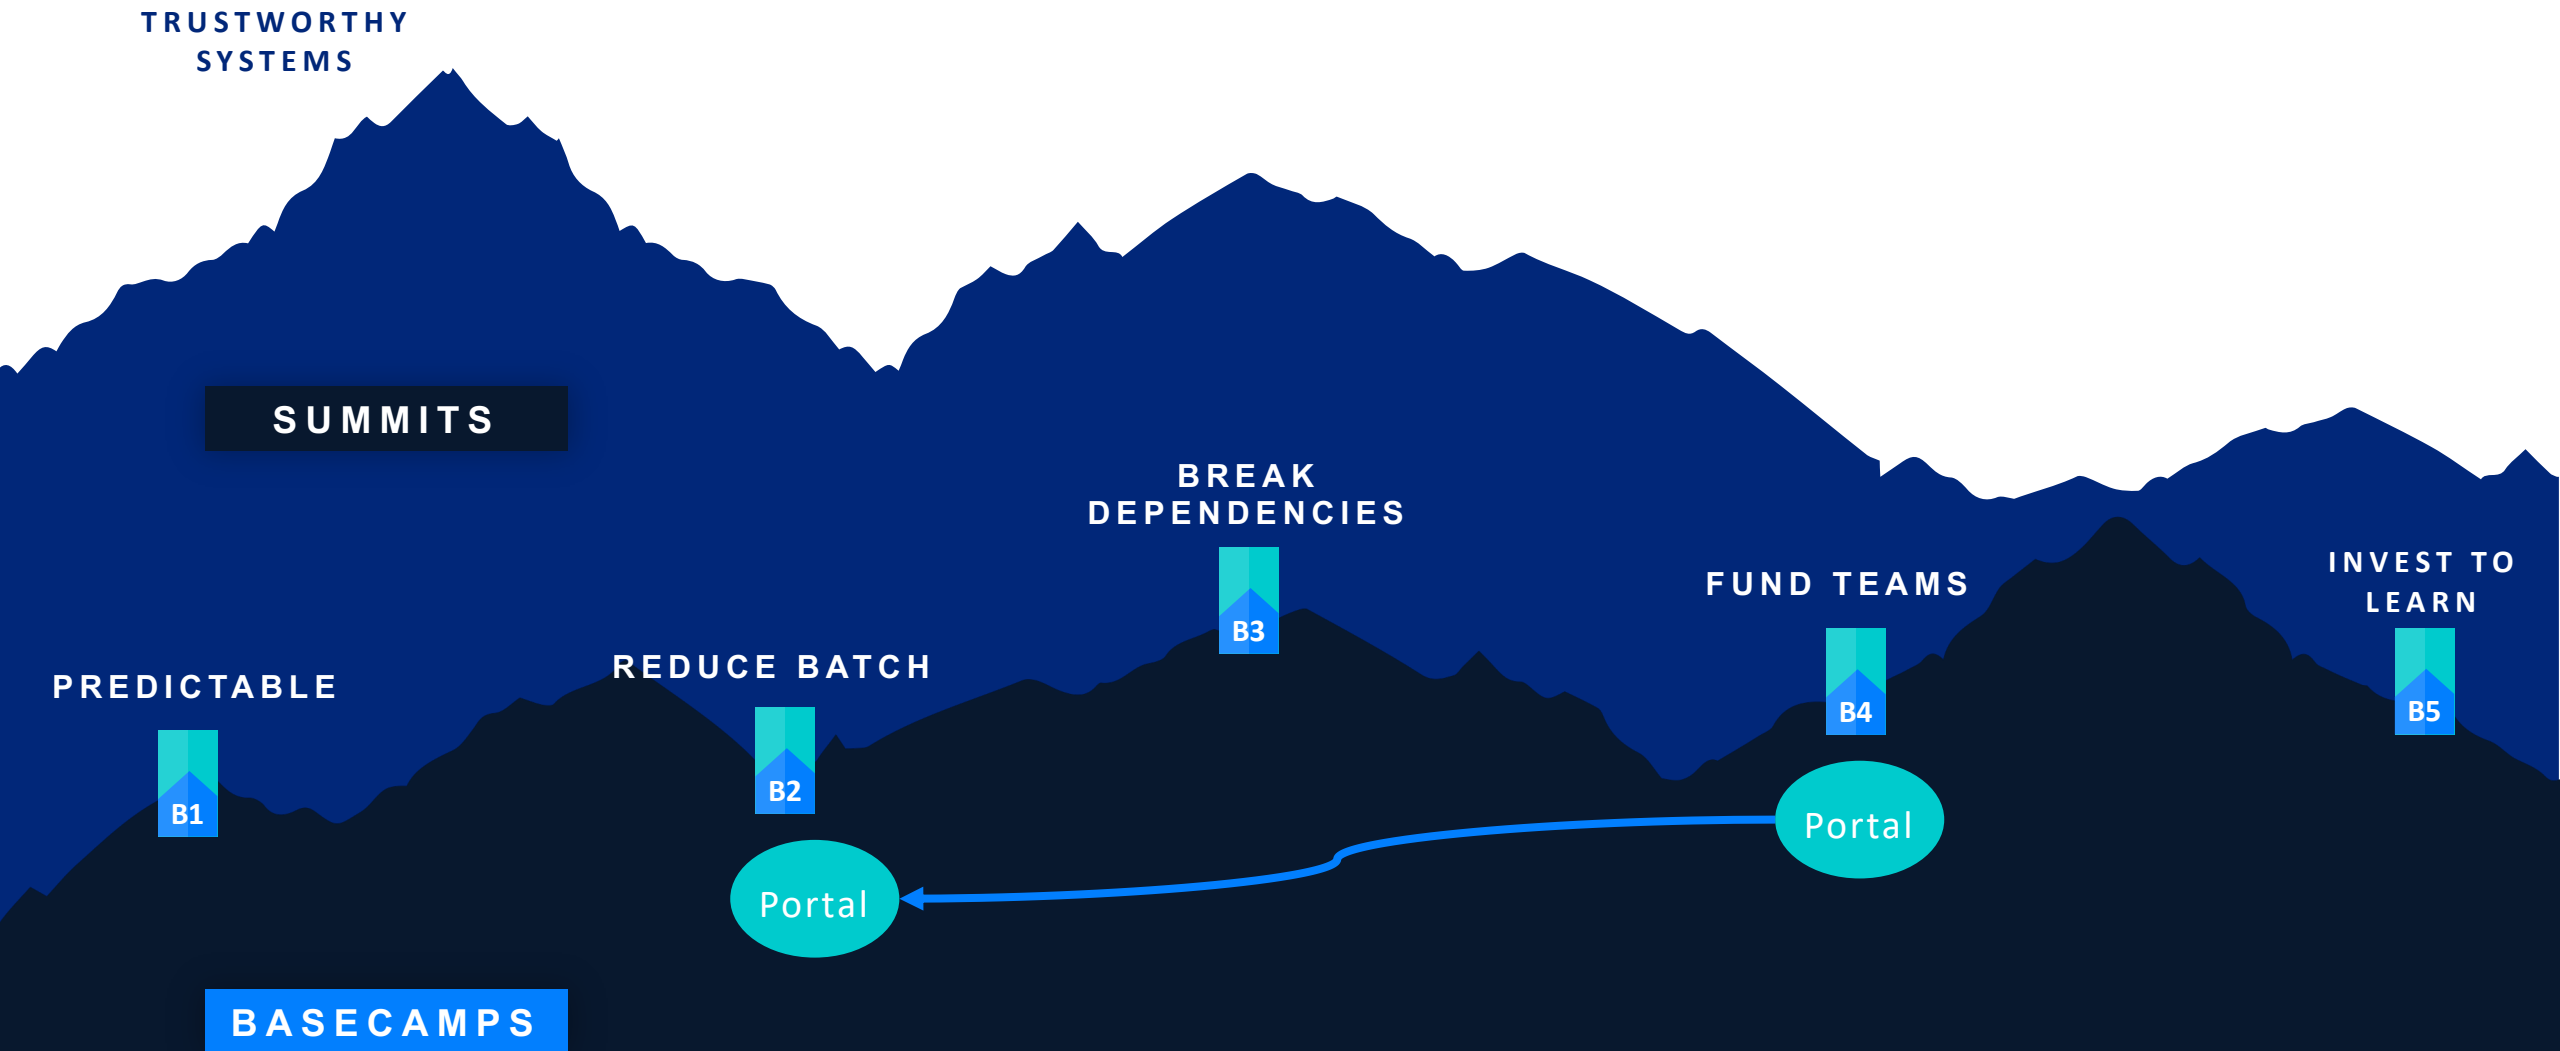 TRUSTWORTHY
SYSTEMS
SUMMITS
BREAK
DEPENDENCIES
B3
FUND TEAMS
B4
INVEST TO
LEARN
B5
REDUCE BATCH
B2
PREDICTABLE
B1
Portal
Portal
BASECAMPS